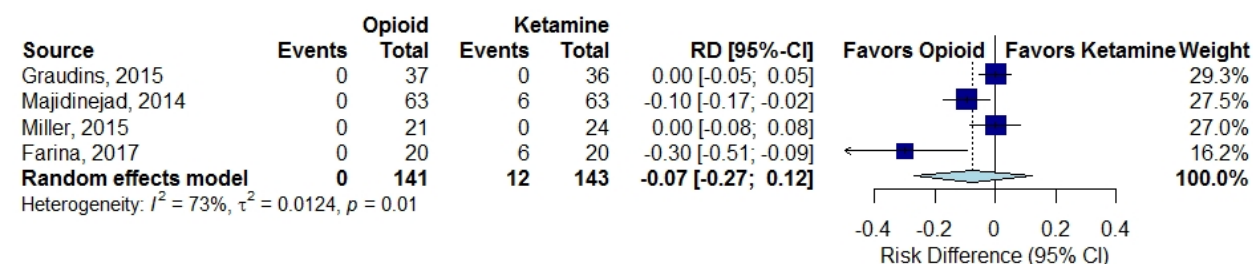 Opioid Ketamine
Source Events Total Events Total RD [95%-CI] Favors Opioid Favors Ketamine Weight
Graudins, 2015 0 37 0 36 0.00 [-0.05; 0.05] 29.3%
Majidinejad, 2014 0 63 6 63 -0.10 [-0.17; -0.02] 27.5%
Miller, 2015 0 21 0 24 0.00 [-0.08; 0.08] 27.0%
Farina, 2017 0 20 6 20 -0.30 [-0.51; -0.09] 16.2%
Random effects model 0 141 12 143 -0.07 [-0.27; 0.12] 100.0%
Heterogeneity: I² = 73%, τ² = 0.0124, p = 0.01
-0.4 -0.2 0 0.2 0.4
Risk Difference (95% CI)